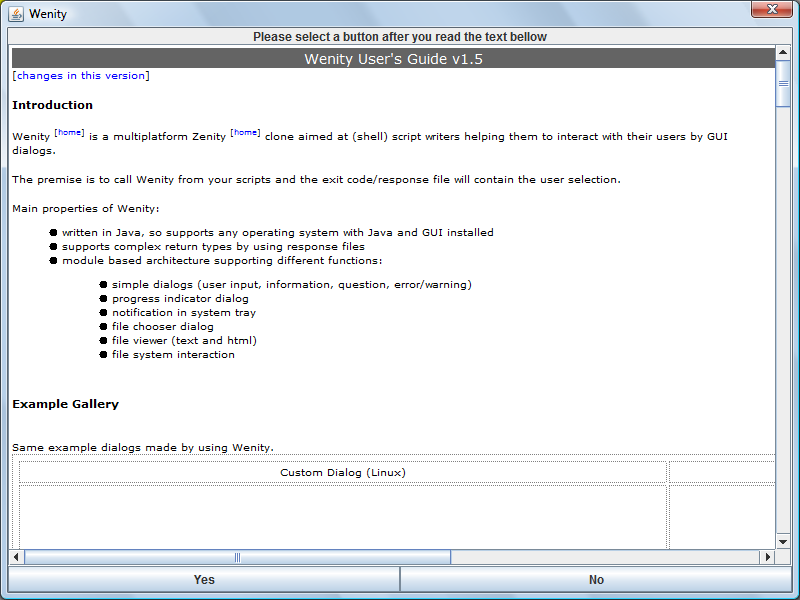 Wenity
Please select a button after you read the text bellow
Wenity User's Guide v1.5
[changes in this version]
Introduction
Wenity [home] is a multiplatform Zenity [home] clone aimed at (shell) script writers helping them to interact with their users by GUI
dialogs.
The premise is to call Wenity from your scripts and the exit code/response file will contain the user selection.
Main properties of Wenity:
written in Java, so supports any operating system with Java and GUI installed
supports complex return types by using response files
module based architecture supporting different functions:
simple dialogs (user input, information, question, error/warning)
progress indicator dialog
notification in system tray
file chooser dialog
file viewer (text and html)
file system interaction
Example Gallery
Same example dialogs made by using Wenity.
Custom Dialog (Linux)
Yes No